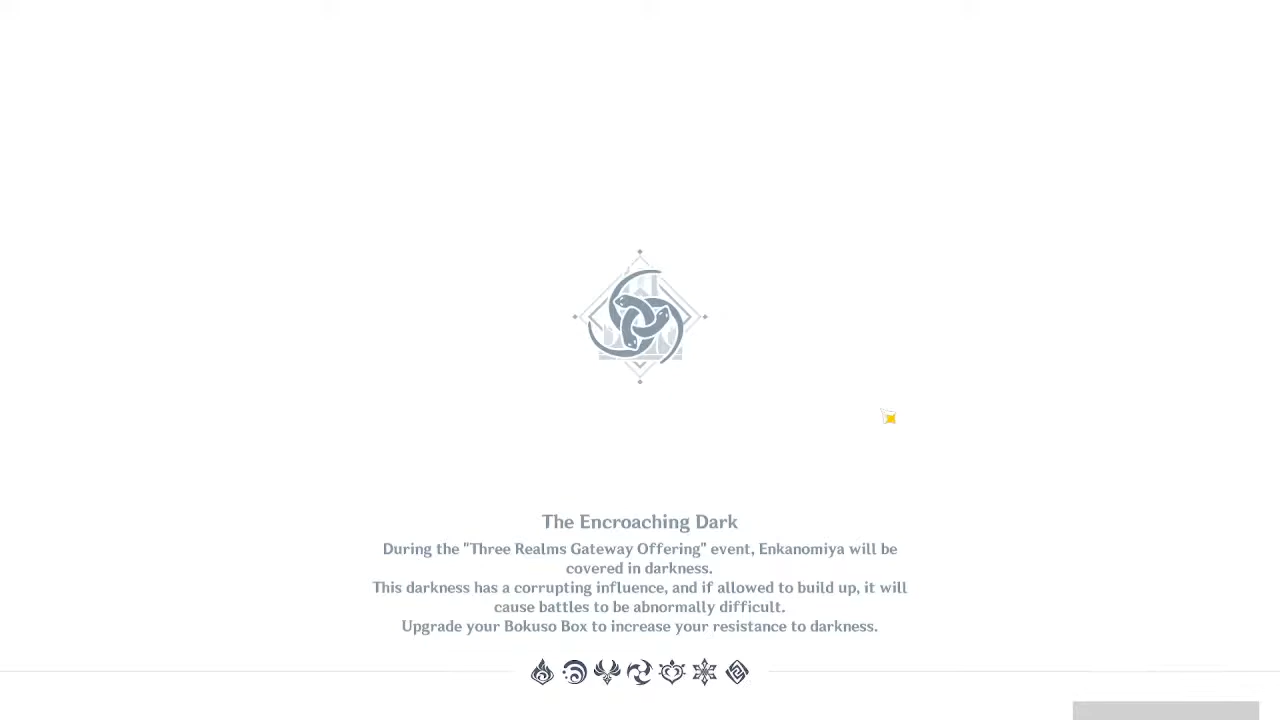 The Encroaching Dark
During the "Three Realms Gateway Offering" event, Enkanomiya will be
covered in darkness.
This darkness has a corrupting influence, and if allowed to build up, it will
cause battles to be abnormally difficult.
Upgrade your Bokuso Box to increase your resistance to darkness.